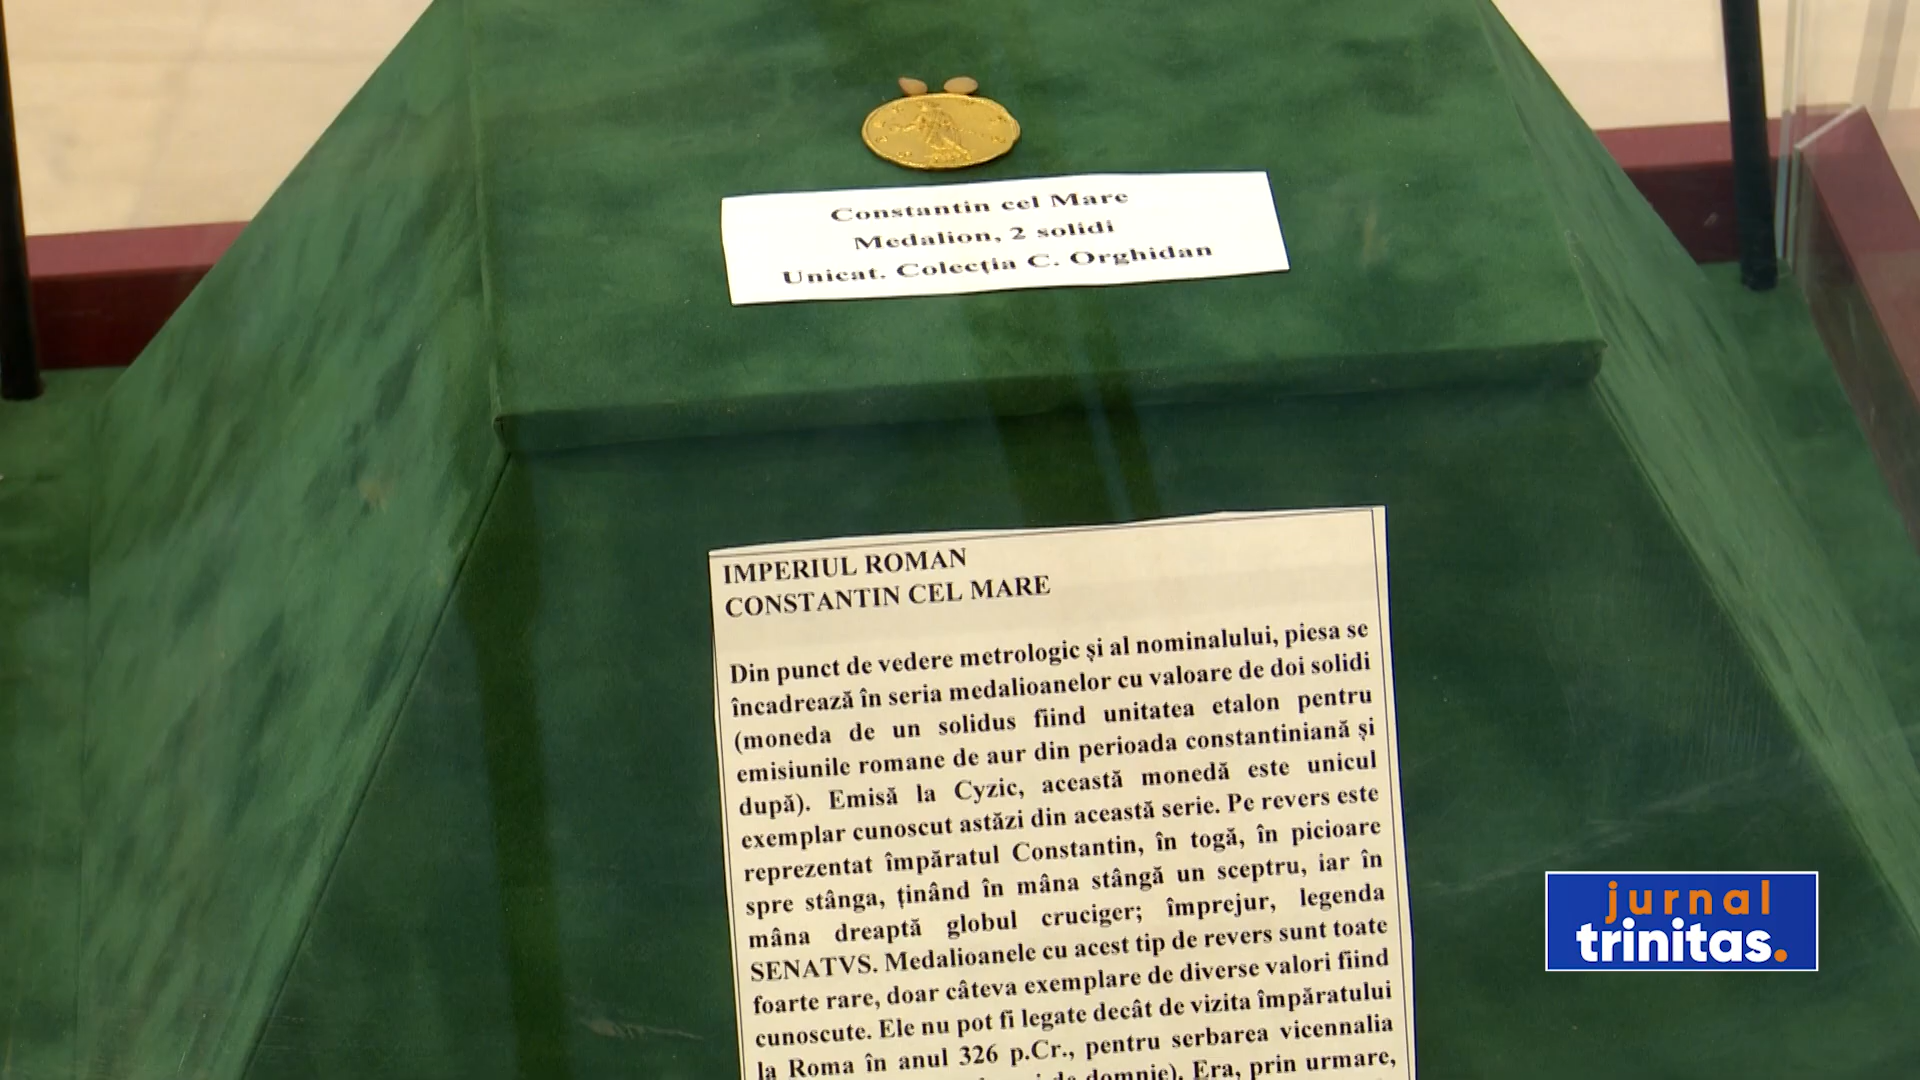 Constantin cel Mare
Medalion, 2 solidi
Unicat. Colecția C. Orghidan
IMPERIUL ROMAN
CONSTANTIN CEL MARE
Din punct de vedere metrologic și al nominalului, piesa se
încadrează în seria medalioanelor cu valoare de doi solidi
(moneda de un solidus fiind unitatea etalon pentru
emisiunile romane de aur din perioada constantiniană și
după). Emisă la Cyzic, această monedă este unicul
exemplar cunoscut astăzi din această serie. Pe revers este
reprezentat împăratul Constantin, în togă, în picioare
spre stânga, ținând în mâna stângă un sceptru, iar în
mâna dreaptă globul cruciger; împrejur, legenda
SENATVS. Medalioanele cu acest tip de revers sunt toate
foarte rare, doar câteva exemplare de diverse valori fiind
cunoscute. Ele nu pot fi legate decât de vizita împăratului
la Roma în anul 326 p.Cr., pentru serbarea vicennalia
de domnie). Era, prin urmare,
jurnal
trinitas.